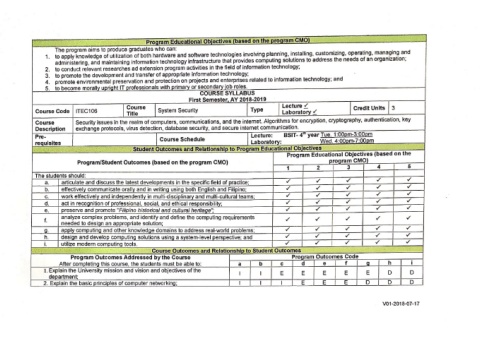 Program Educational Objectives (based on the program CMO)
The program aims to produce graduates who can:
1. to apply knowledge of utilization of both hardware and software technologies involving planning, installing, customizing, operating, managing and
administering, and maintaining information technology infrastructure that provides computing solutions to address the needs of an organization;
2. to conduct relevant researches ad extension program activities in the field of information technology;
3. to promote the development and transfer of appropriate information technology;
4. promote environmental preservation and protection on projects and enterprises related to information technology; and
5. to become morally upright IT professionals with primary or secondary job roles.
COURSE SYLLABUS
First Semester, AY 2018-2019
Course Code ITEC106 Course Title System Security Type Lecture ✓ Laboratory ✓ Credit Units 3
Course Description Security issues in the realm of computers, communications, and the internet. Algorithms for encryption, cryptography, authentication, key
exchange protocols, virus detection, database security, and secure internet communication.
Pre-requisites Course Schedule Lecture: BSIT- 4th year Tue 1:00pm-3:00pm
Laboratory: Wed. 4:00pm-7:00pm
Student Outcomes and Relationship to Program Educational Objectives
Program/Student Outcomes (based on the program CMO) Program Educational Objectives (based on the program CMO)
1 2 3 4 5
The students should:
a. articulate and discuss the latest developments in the specific field of practice; ✓ ✓ ✓ ✓ ✓
b. effectively communicate orally and in writing using both English and Filipino; ✓ ✓ ✓ ✓ ✓
c. work effectively and independently in multi-disciplinary and multi-cultural teams; ✓ ✓ ✓ ✓ ✓
d. act in recognition of professional, social, and ethical responsibility; ✓ ✓ ✓ ✓ ✓
e. preserve and promote "Filipino historical and cultural heritage"; ✓ ✓ ✓ ✓ ✓
f. analyze complex problems, and identify and define the computing requirements
needed to design an appropriate solution; ✓ ✓ ✓ ✓ ✓
g. apply computing and other knowledge domains to address real-world problems; ✓ ✓ ✓ ✓ ✓
h. design and develop computing solutions using a system-level perspective; and ✓ ✓ ✓ ✓ ✓
i. utilize modern computing tools. ✓ ✓ ✓ ✓ ✓
Course Outcomes and Relationship to Student Outcomes
Program Outcomes Addressed by the Course Program Outcomes Code
After completing this course, the students must be able to: a b c d e f g h i
1. Explain the University mission and vision and objectives of the
department; I I E E E E E D D
2. Explain the basic principles of computer networking; I I I E E E D D D
V01-2018-07-17